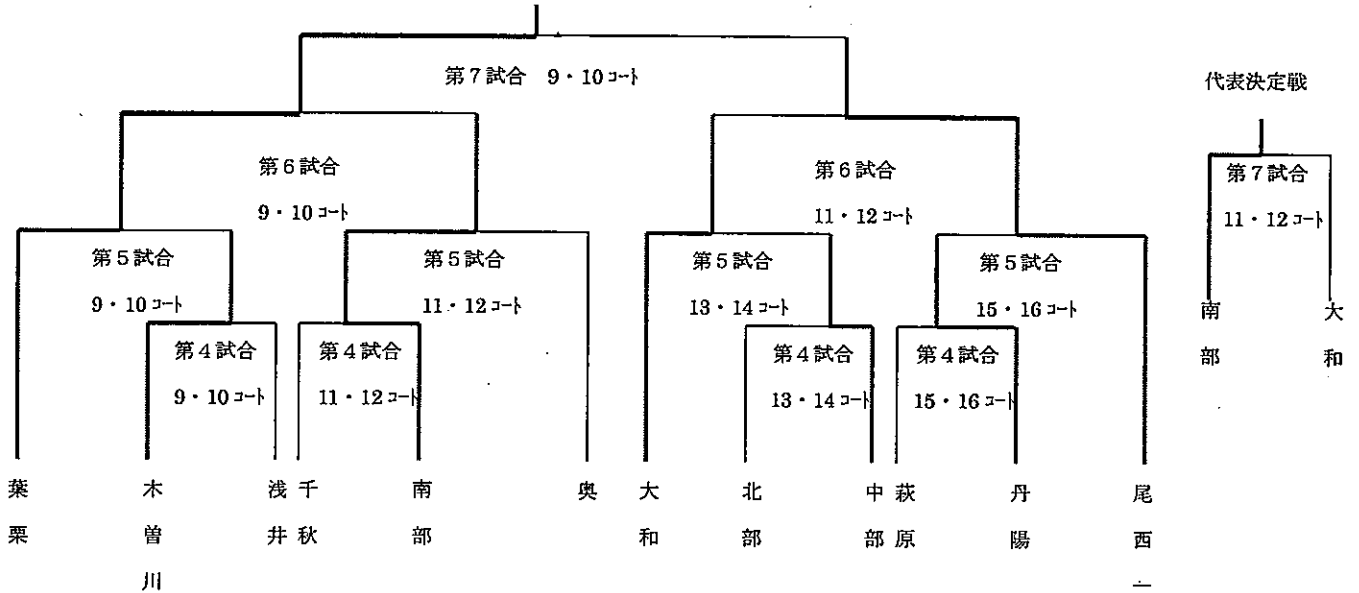 第7試合 9・10コート
代表決定戦
第6試合
9・10コート
第6試合
11・12コート
第7試合
11・12コート
第5試合
9・10コート
第5試合
11・12コート
第5試合
13・14コート
第5試合
15・16コート
南部
大和
第4試合
9・10コート
第4試合
11・12コート
第4試合
13・14コート
第4試合
15・16コート
葉栗
木曽川
浅井
千秋
南部
奥
大和
北部
中部
萩原
丹陽
尾西一